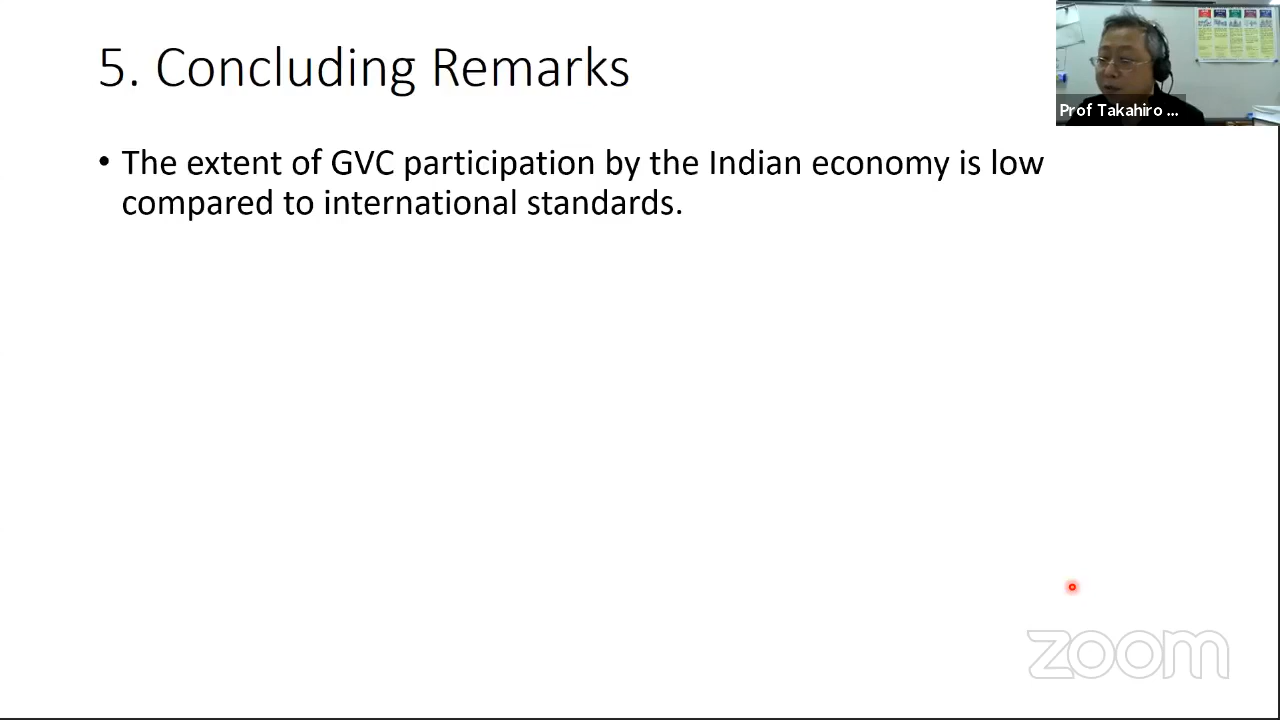 5. Concluding Remarks
Prof Takahiro ...
• The extent of GVC participation by the Indian economy is low
compared to international standards.
zoom